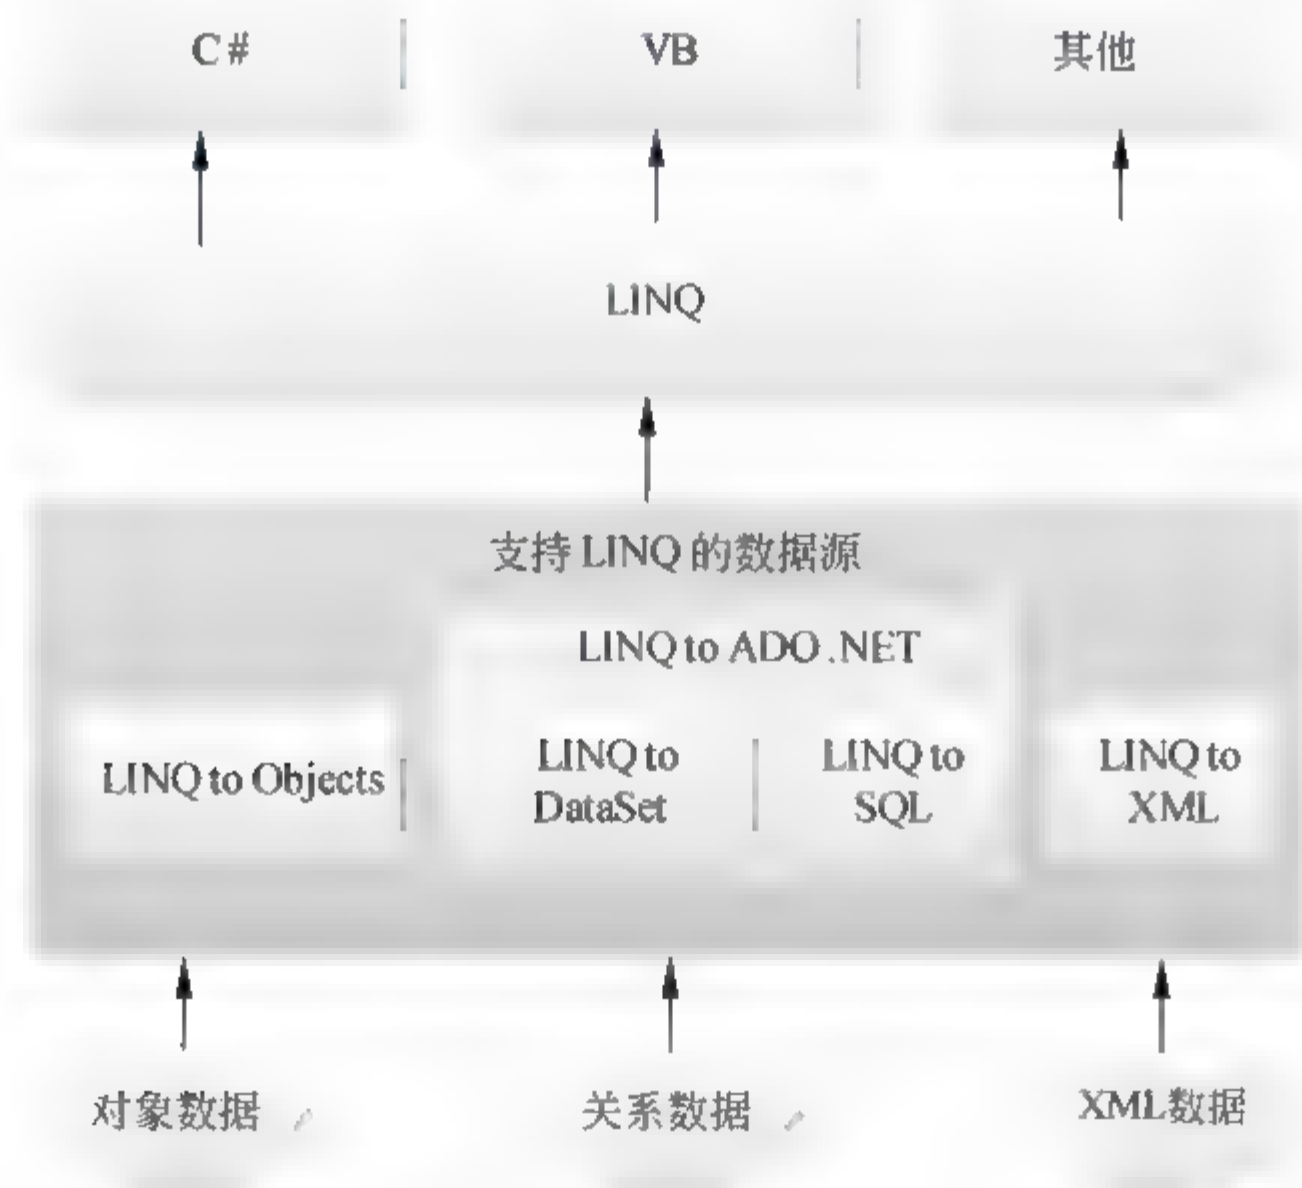 C#
VB
其他
LINQ
支持 LINQ 的数据源
LINQ to ADO .NET
LINQ to Objects
LINQ to
DataSet
LINQ to
SQL
LINQ to
XML
对象数据
关系数据
XML数据